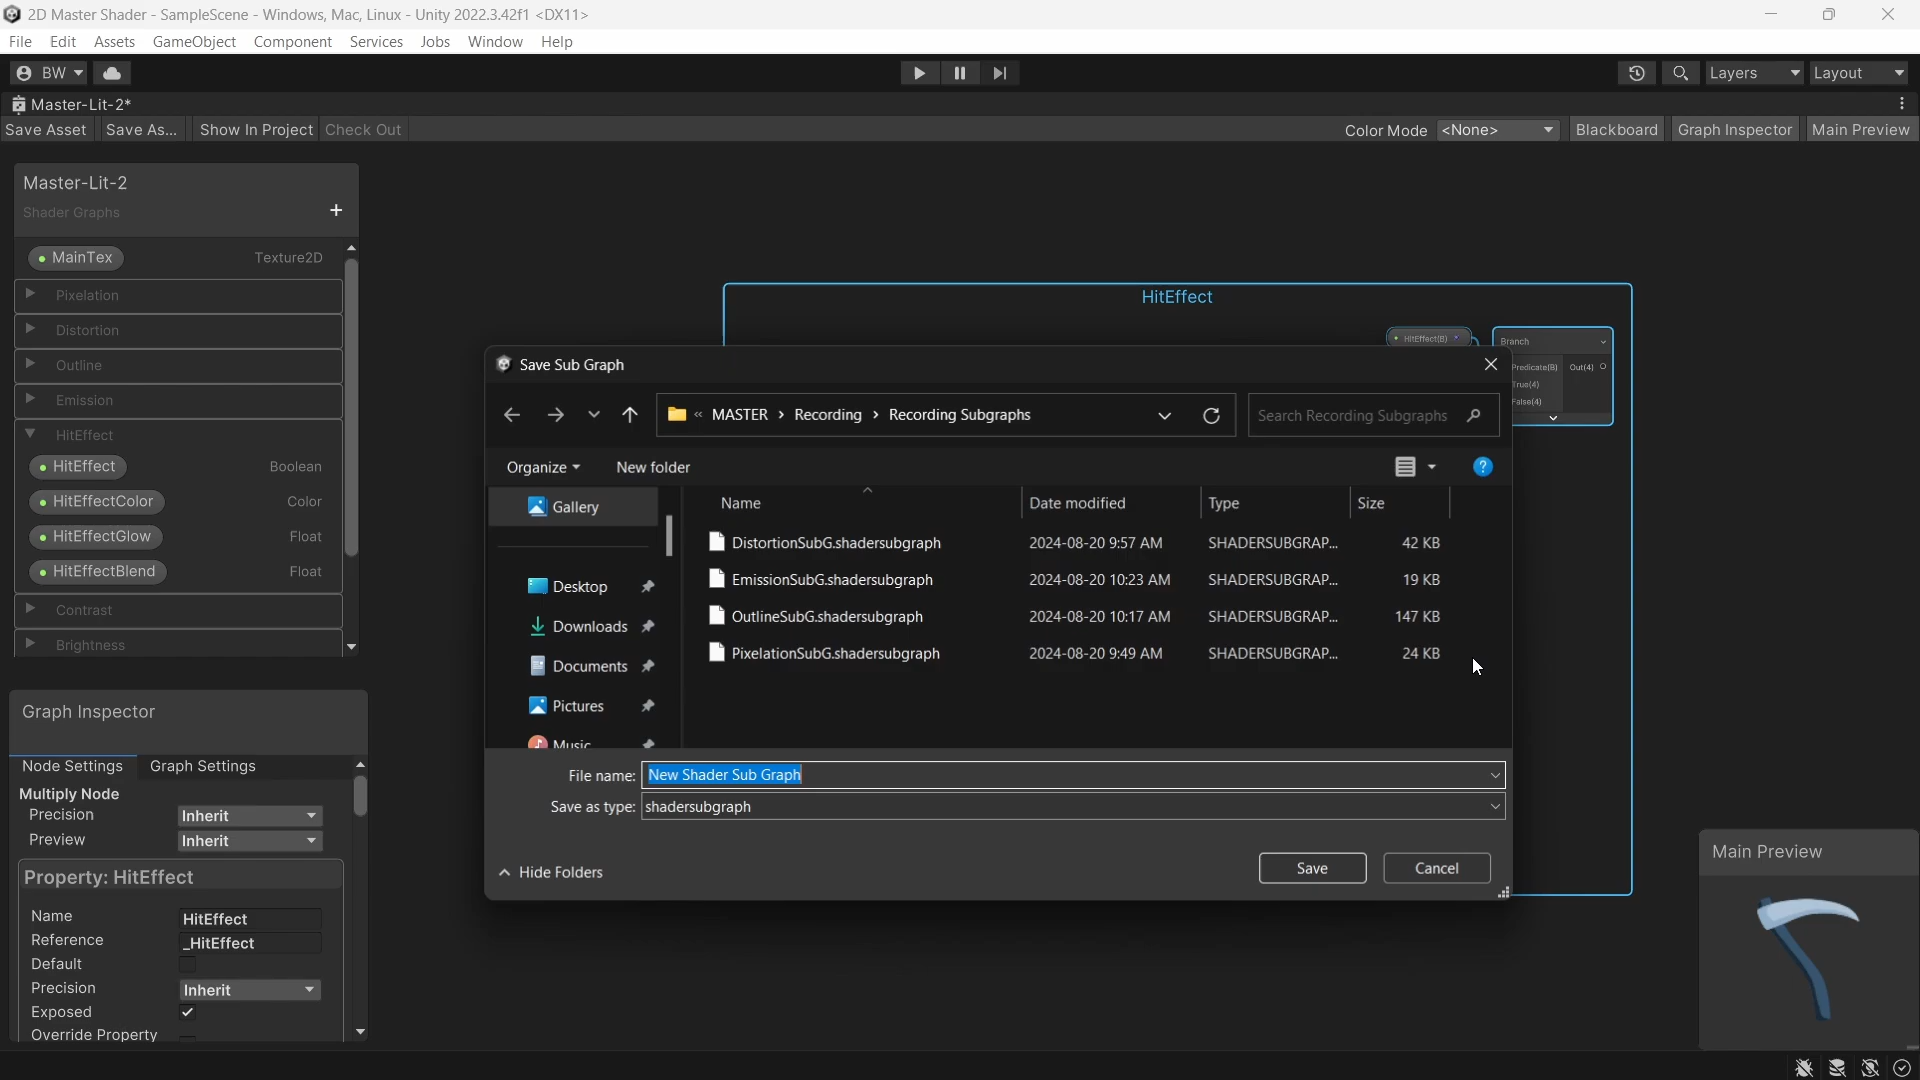 2D Master Shader - SampleScene - Windows, Mac, Linux - Unity 2022.3.42f1 <DX11>
File Edit Assets GameObject Component Services Jobs Window Help
BW Layers Layout
Master-Lit-2*
Save Asset Save As... Show In Project Check Out Color Mode <None> Blackboard Graph Inspector Main Preview
Master-Lit-2
Shader Graphs +
MainTex Texture2D
Pixelation
Distortion
Outline
Emission
HitEffect
HitEffect Boolean
HitEffectColor Color
HitEffectGlow Float
HitEffectBlend Float
Contrast
Brightness
Graph Inspector
Node Settings Graph Settings
Multiply Node
Precision Inherit
Preview Inherit
Property: HitEffect
Name HitEffect
Reference _HitEffect
Default
Precision Inherit
Exposed
Override Property
HitEffect
HitEffect(B)
Branch
Predicate(B) Out(4)
True(4)
False(4)
Save Sub Graph
« MASTER > Recording > Recording Subgraphs
Search Recording Subgraphs
Organize New folder ?
Gallery
Desktop
Downloads
Documents
Pictures
Music
Name Date modified Type Size
DistortionSubG.shadersubgraph 2024-08-20 9:57 AM SHADERSUBGRAP... 42 KB
EmissionSubG.shadersubgraph 2024-08-20 10:23 AM SHADERSUBGRAP... 19 KB
OutlineSubG.shadersubgraph 2024-08-20 10:17 AM SHADERSUBGRAP... 147 KB
PixelationSubG.shadersubgraph 2024-08-20 9:49 AM SHADERSUBGRAP... 24 KB
File name: New Shader Sub Graph
Save as type: shadersubgraph
Hide Folders Save Cancel
Main Preview